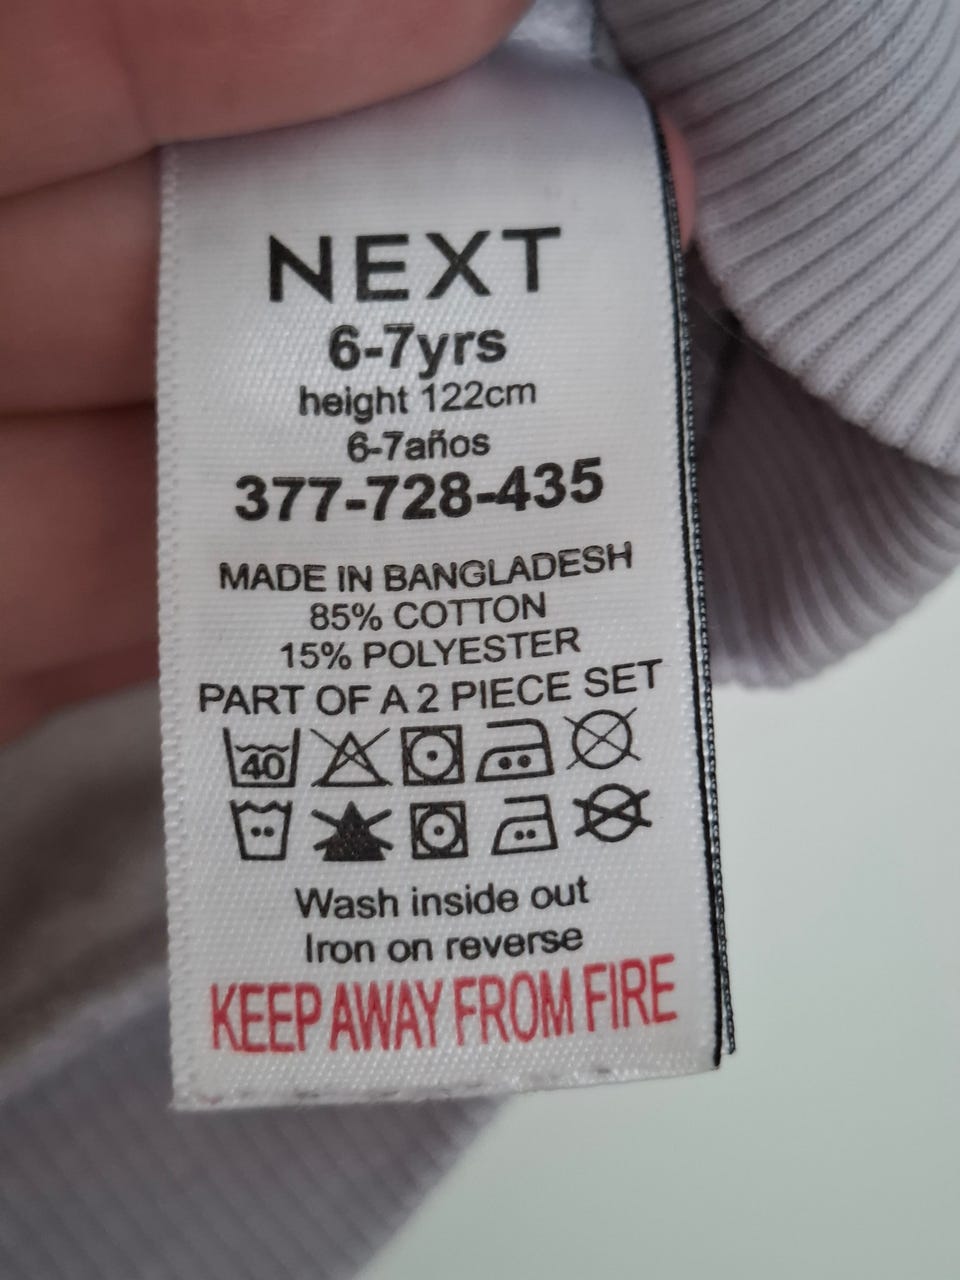 NEXT
6-7yrs
height 122cm
6-7años
377-728-435
MADE IN BANGLADESH
85% COTTON
15% POLYESTER
PART OF A 2 PIECE SET
40
Wash inside out
Iron on reverse
KEEP AWAY FROM FIRE